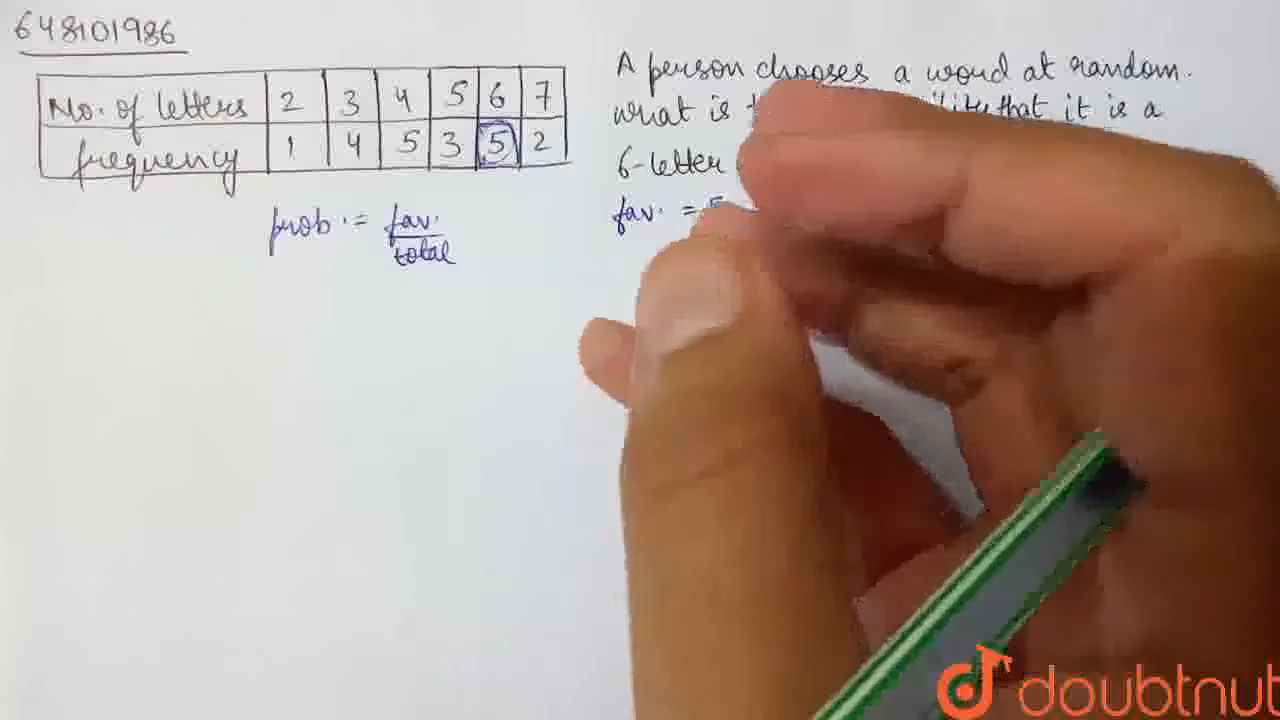 648101986
No. of letters 2 3 4 5 6 7
frequency 1 4 5 3 5 2
prob. = fav. / total
A person chooses a word at random.
what is that it is a
6-letter
fav. = 5
doubtnut